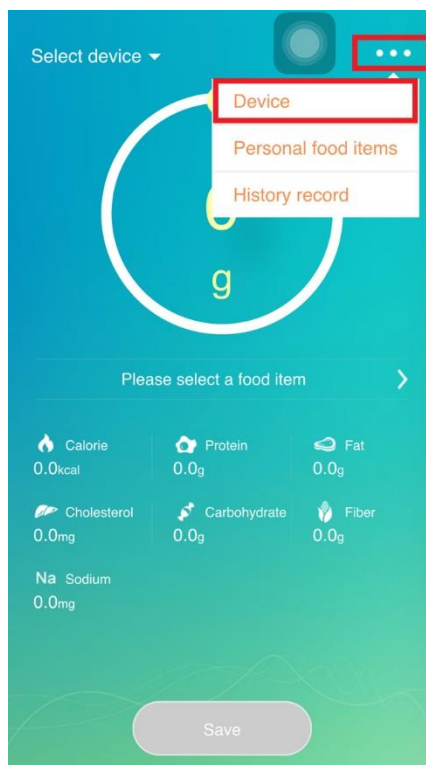 Select device
Device
Personal food items
History record
0
g
Please select a food item
Calorie
0.0kcal
Protein
0.0g
Fat
0.0g
Cholesterol
0.0mg
Carbohydrate
0.0g
Fiber
0.0g
Na Sodium
0.0mg
Save